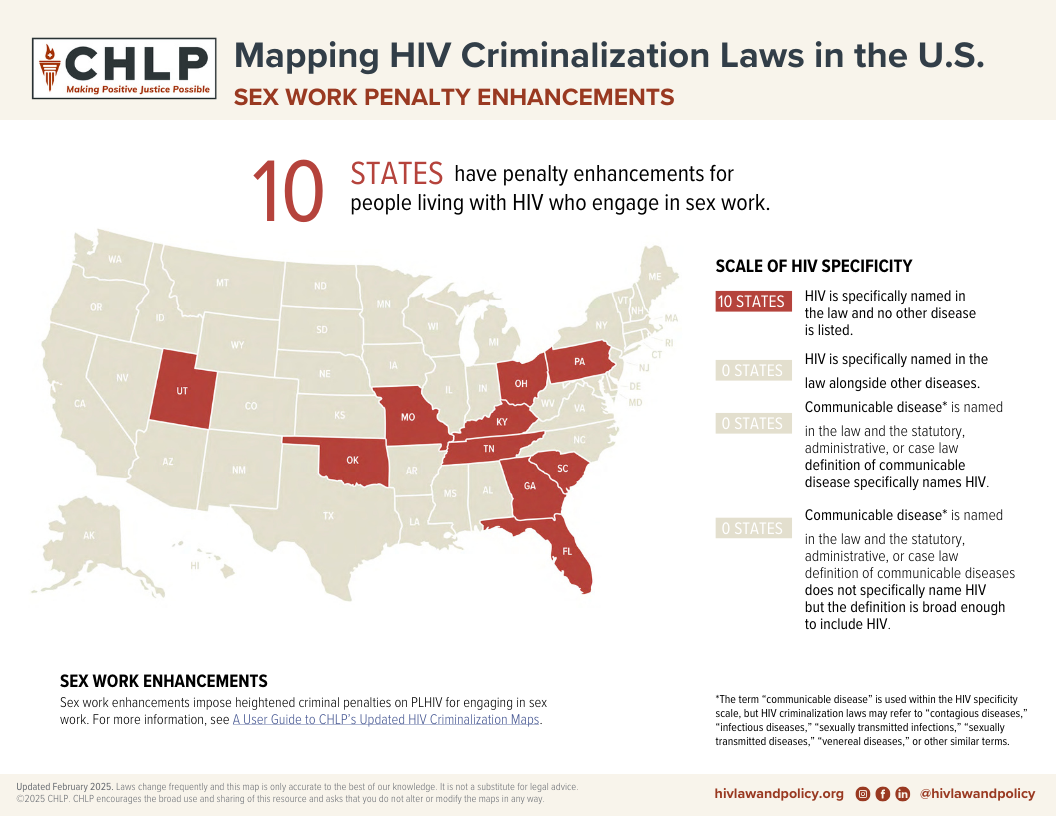 CHLP
Making Positive Justice Possible
Mapping HIV Criminalization Laws in the U.S.
SEX WORK PENALTY ENHANCEMENTS
10 STATES have penalty enhancements for
people living with HIV who engage in sex work.
WA
OR
CA
ID
NV
UT
AZ
MT
WY
CO
NM
ND
SD
NE
KS
OK
TX
MN
IA
MO
AR
LA
WI
IL
MI
IN
OH
KY
TN
MS
AL
GA
FL
SC
NC
VA
WV
PA
NY
VT
NH
ME
MA
RI
CT
NJ
DE
MD
AK
HI
SCALE OF HIV SPECIFICITY
10 STATES
HIV is specifically named in
the law and no other disease
is listed.
0 STATES
HIV is specifically named in the
law alongside other diseases.
0 STATES
Communicable disease* is named
in the law and the statutory,
administrative, or case law
definition of communicable
disease specifically names HIV.
0 STATES
Communicable disease* is named
in the law and the statutory,
administrative, or case law
definition of communicable diseases
does not specifically name HIV
but the definition is broad enough
to include HIV.
SEX WORK ENHANCEMENTS
Sex work enhancements impose heightened criminal penalties on PLHIV for engaging in sex
work. For more information, see A User Guide to CHLP's Updated HIV Criminalization Maps.
*The term “communicable disease” is used within the HIV specificity
scale, but HIV criminalization laws may refer to “contagious diseases,”
“infectious diseases,” “sexually transmitted infections,” “sexually
transmitted diseases,” “venereal diseases,” or other similar terms.
Updated February 2025. Laws change frequently and this map is only accurate to the best of our knowledge. It is not a substitute for legal advice.
©2025 CHLP. CHLP encourages the broad use and sharing of this resource and asks that you do not alter or modify the maps in any way.
hivlawandpolicy.org
@hivlawandpolicy